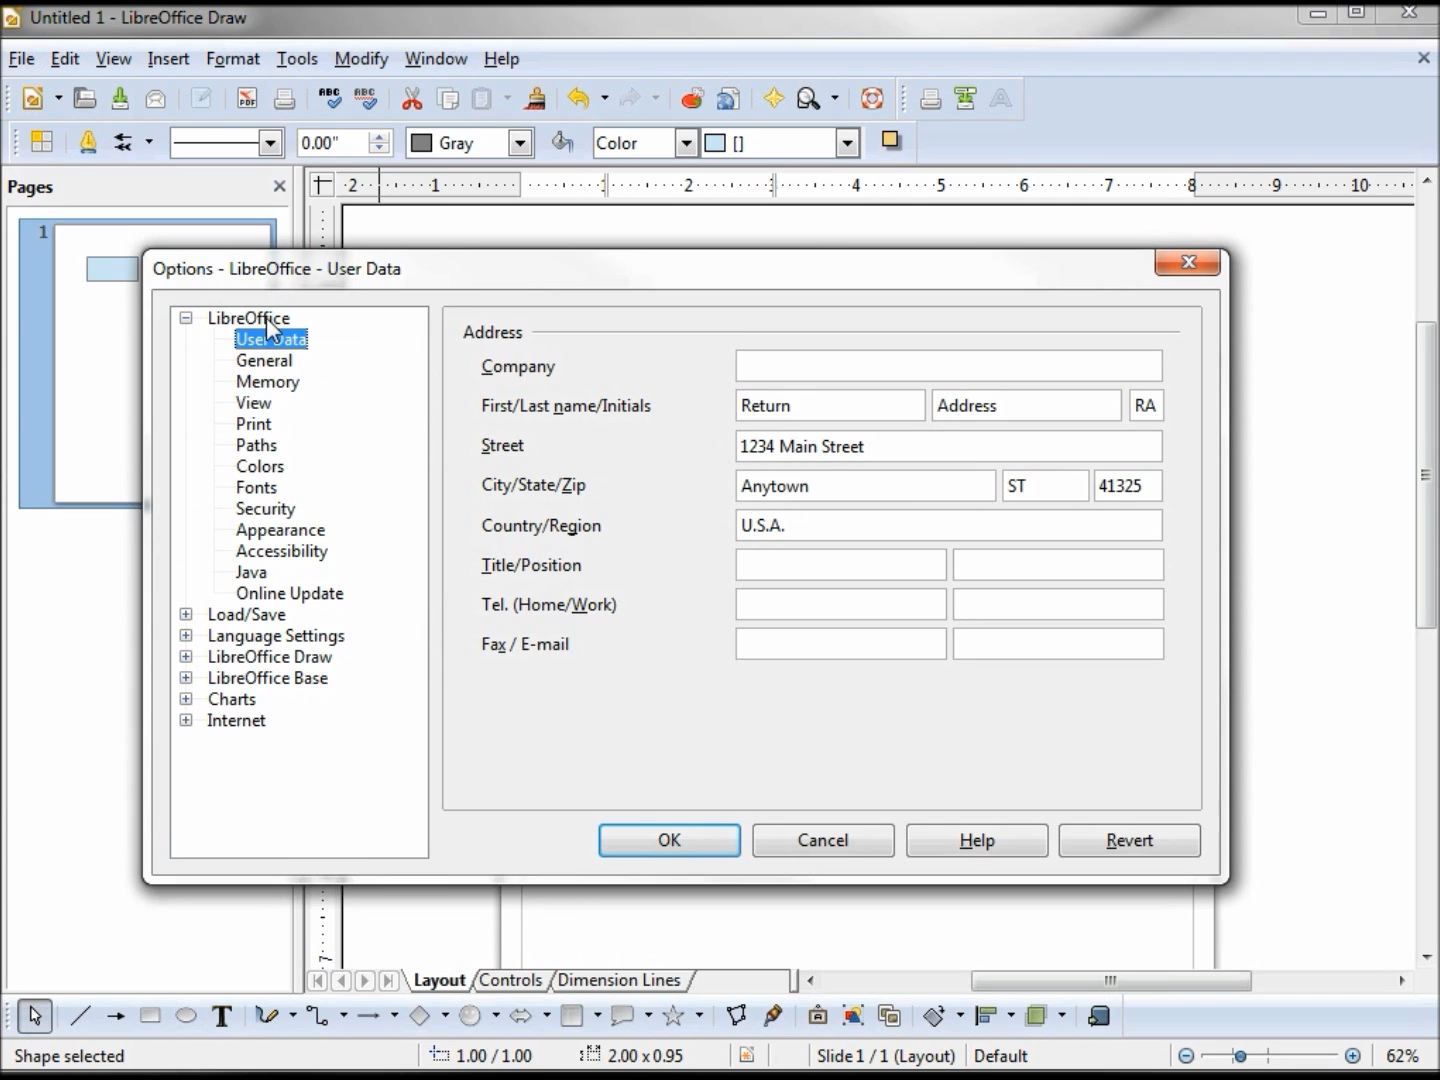 Untitled 1 - LibreOffice Draw
File Edit View Insert Format Tools Modify Window Help
PDF ABC ABC
0.00" Gray Color []
Pages
2 1 2 4 5 6 7 8 9 10
1
Options - LibreOffice - User Data
LibreOffice
User Data
General
Memory
View
Print
Paths
Colors
Fonts
Security
Appearance
Accessibility
Java
Online Update
Load/Save
Language Settings
LibreOffice Draw
LibreOffice Base
Charts
Internet
Address
Company
First/Last name/Initials Return Address RA
Street 1234 Main Street
City/State/Zip Anytown ST 41325
Country/Region U.S.A.
Title/Position
Tel. (Home/Work)
Fax / E-mail
OK Cancel Help Revert
7
Layout Controls Dimension Lines
T
Shape selected 1.00 / 1.00 2.00 x 0.95 Slide 1 / 1 (Layout) Default 62%